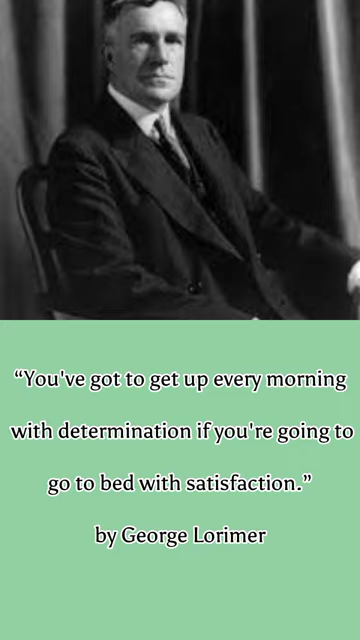 “You've got to get up every morning
with determination if you're going to
go to bed with satisfaction.”
by George Lorimer